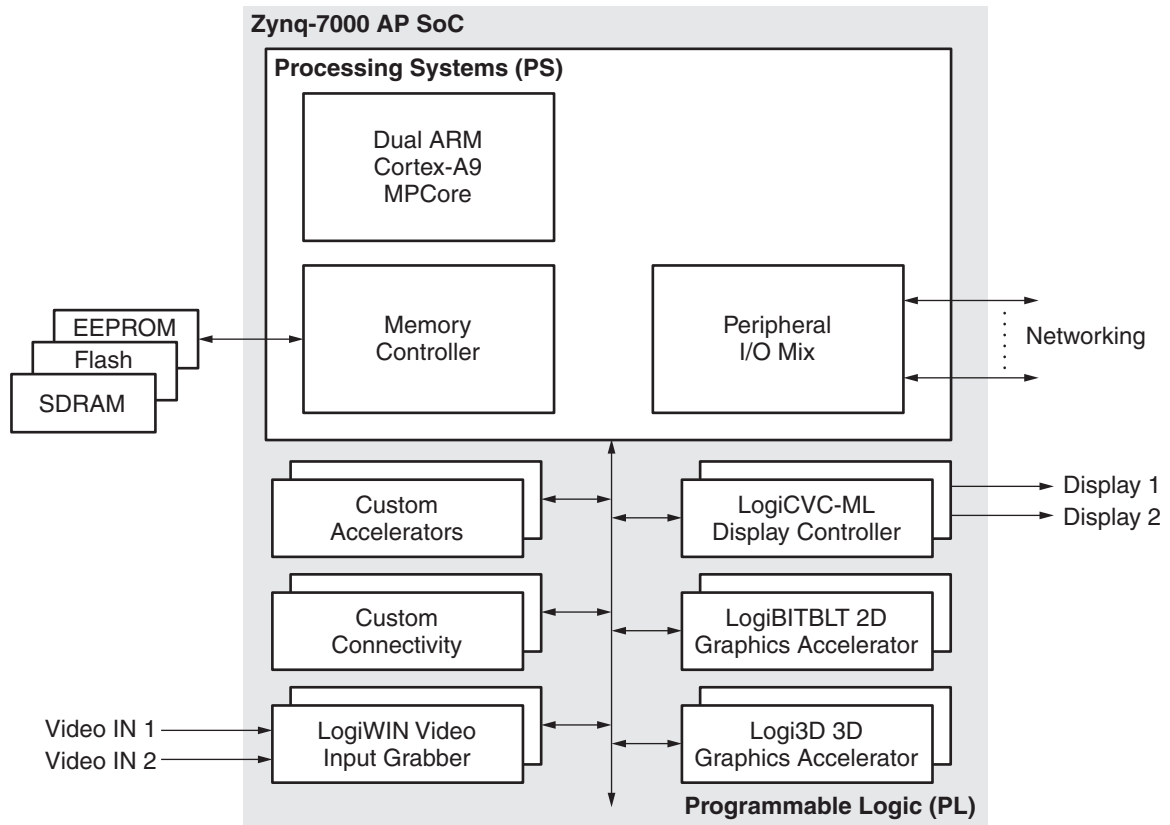 Zynq-7000 AP SoC
Processing Systems (PS)
Dual ARM
Cortex-A9
MPCore
EEPROM
Flash
SDRAM
Memory
Controller
Peripheral
I/O Mix
Networking
Custom
Accelerators
LogiCVC-ML
Display Controller
Display 1
Display 2
Custom
Connectivity
LogiBITBLT 2D
Graphics Accelerator
Video IN 1
Video IN 2
LogiWIN Video
Input Grabber
Logi3D 3D
Graphics Accelerator
Programmable Logic (PL)